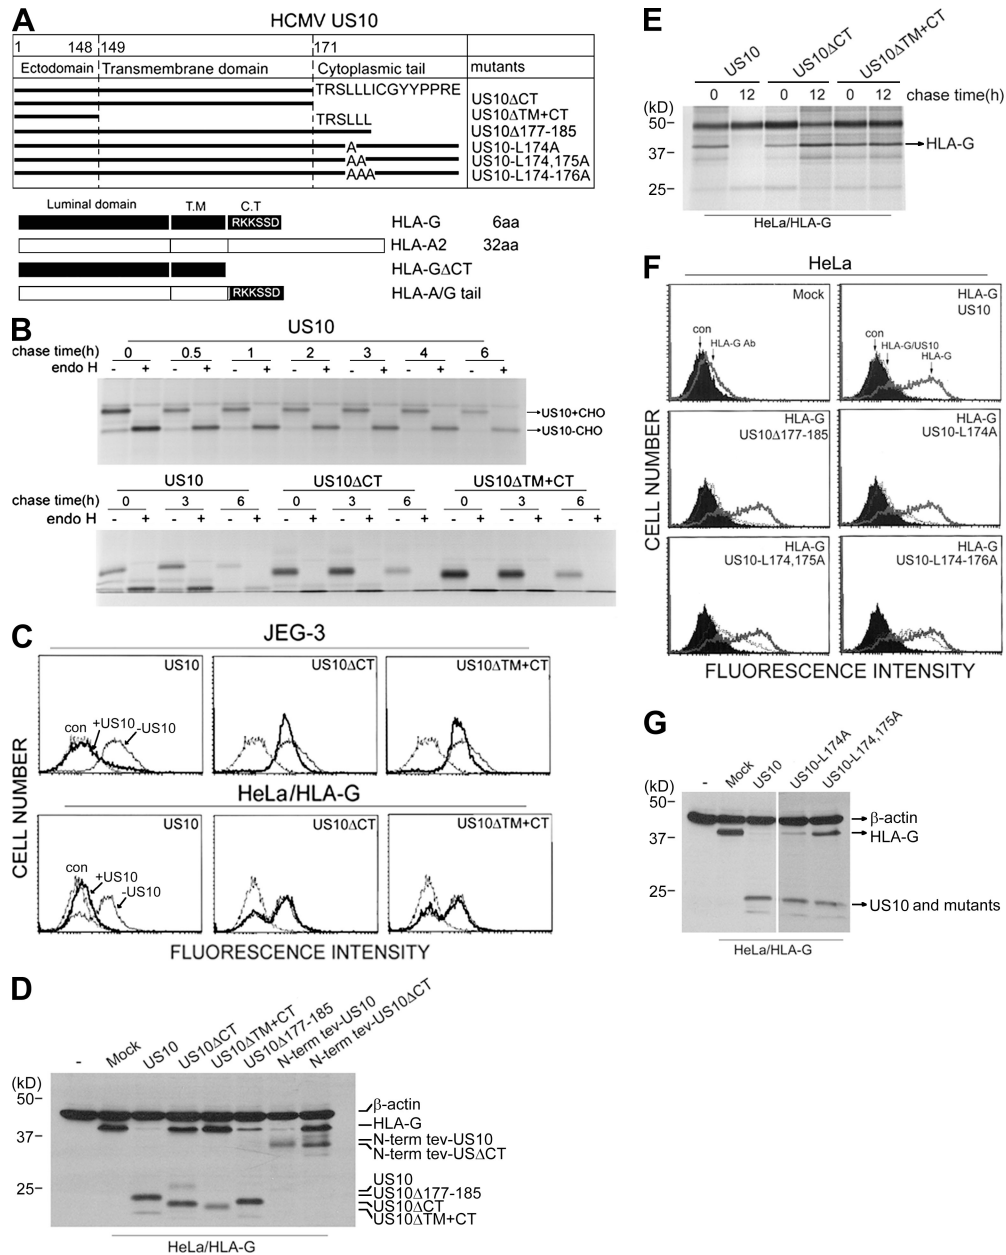 A
HCMV US10
1 148 149 171
Ectodomain Transmembrane domain Cytoplasmic tail mutants
TRSLLLICGYYPPRE
US10ΔCT
US10ΔTM+CT
TRSLLL
US10Δ177-185
A US10-L174A
AA US10-L174,175A
AAA US10-L174-176A
Luminal domain T.M C.T
RKKSSD HLA-G 6aa
HLA-A2 32aa
HLA-GΔCT
RKKSSD HLA-A/G tail
B
US10
chase time(h) 0 0.5 1 2 3 4 6
endo H - + - + - + - + - + - + - +
US10+CHO
US10-CHO
US10 US10ΔCT US10ΔTM+CT
chase time(h) 0 3 6 0 3 6 0 3 6
endo H - + - + - + - + - + - + - + - + - +
C
JEG-3
US10 US10ΔCT US10ΔTM+CT
con +US10 -US10
HeLa/HLA-G
US10 US10ΔCT US10ΔTM+CT
con +US10 -US10
CELL NUMBER
FLUORESCENCE INTENSITY
D
- Mock US10 US10ΔCT US10ΔTM+CT US10Δ177-185 N-term tev-US10 N-term tev-US10ΔCT
(kD)
50
37
25
β-actin
HLA-G
N-term tev-US10
N-term tev-USΔCT
US10
US10Δ177-185
US10ΔCT
US10ΔTM+CT
HeLa/HLA-G
E
US10 US10ΔCT US10ΔTM+CT
0 12 0 12 0 12 chase time(h)
(kD)
50
37
25
HLA-G
HeLa/HLA-G
F
HeLa
Mock
con
HLA-G Ab
HLA-G
US10
con
HLA-G/US10
HLA-G
HLA-G
US10Δ177-185
HLA-G
US10-L174A
HLA-G
US10-L174,175A
HLA-G
US10-L174-176A
CELL NUMBER
FLUORESCENCE INTENSITY
G
- Mock US10 US10-L174A US10-L174,175A
(kD)
50
37
25
β-actin
HLA-G
US10 and mutants
HeLa/HLA-G